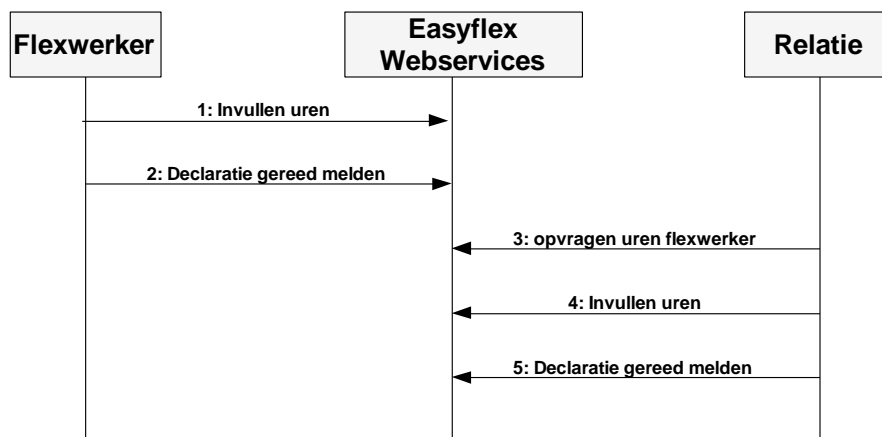 Flexwerker
Easyflex
Webservices
Relatie
1: Invullen uren
2: Declaratie gereed melden
3: opvragen uren flexwerker
4: Invullen uren
5: Declaratie gereed melden